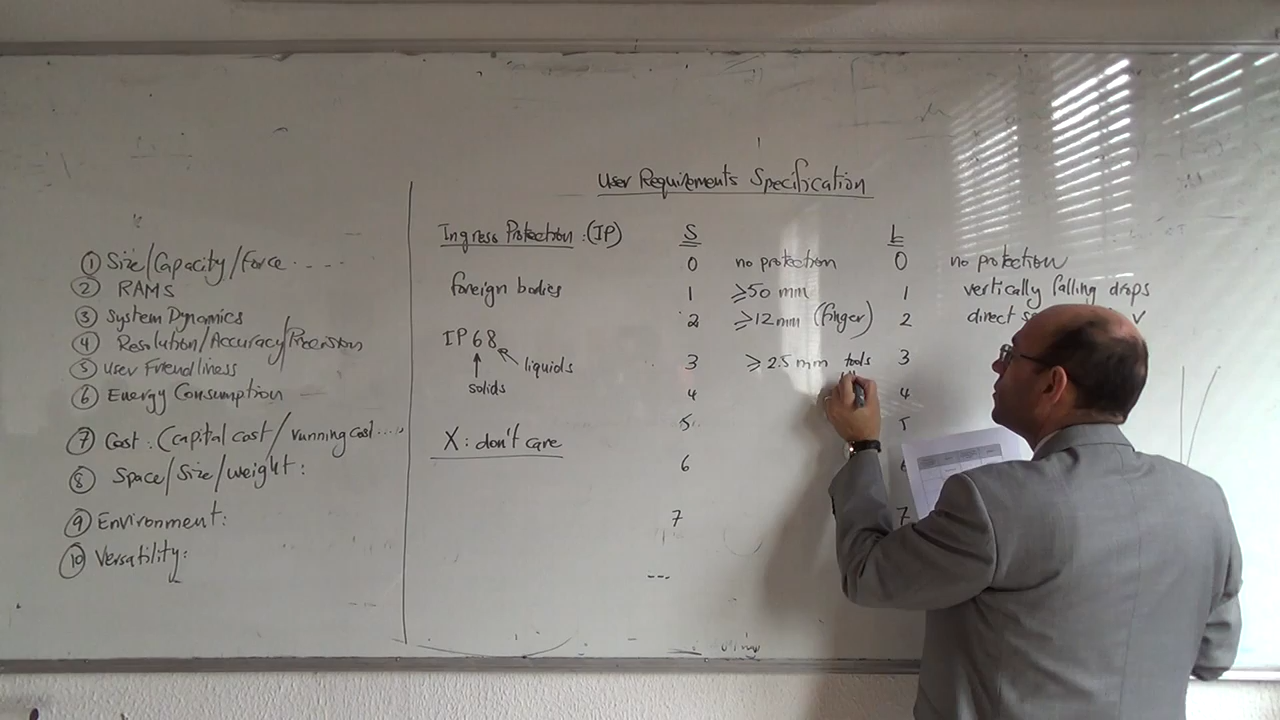 User Requirements Specification
① Size/Capacity/Force - - - -
② RAMS
③ System Dynamics
④ Resolution/Accuracy/Precision
⑤ User Friendliness
⑥ Energy Consumption
⑦ Cost: (capital cost/running cost.....
⑧ Space/Size/weight:
⑨ Environment:
⑩ Versatility:
Ingress Protection: (IP)
foreign bodies
IP68
liquids
solids
X: don't care
S
0 no protection
1 ≥50 mm
2 ≥12mm (finger)
3 ≥ 2.5 mm tools
4
5
6
7
---
L
0 no protection
1 vertically falling drops
2 direct
3
4
5
7